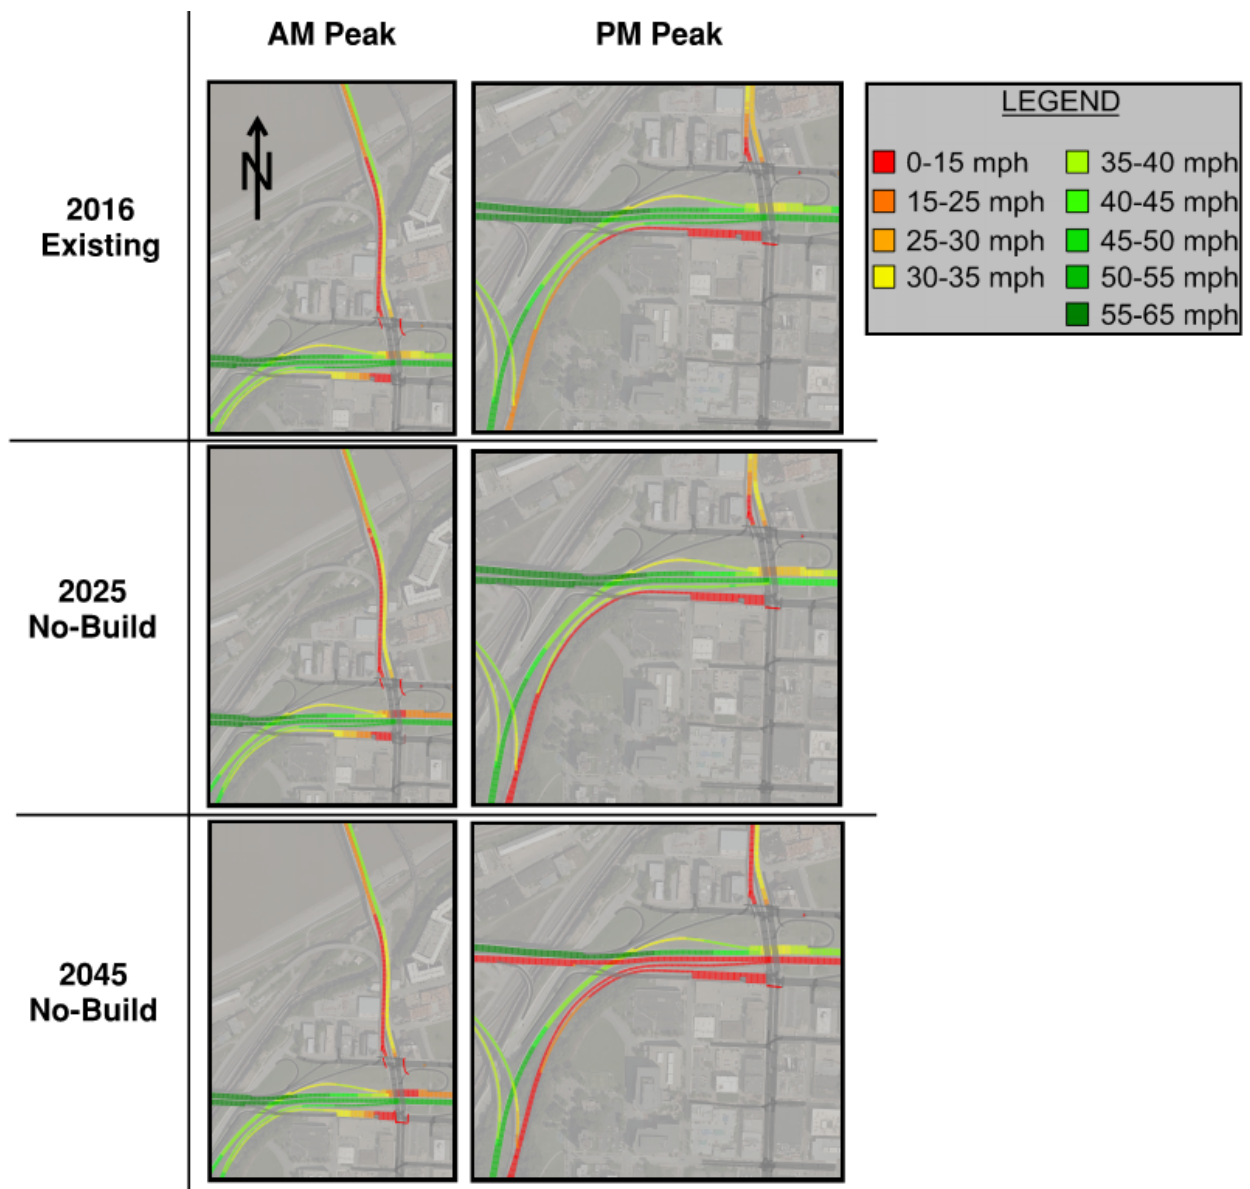 AM Peak
PM Peak
2016
Existing
N
LEGEND
0-15 mph
15-25 mph
25-30 mph
30-35 mph
35-40 mph
40-45 mph
45-50 mph
50-55 mph
55-65 mph
2025
No-Build
2045
No-Build